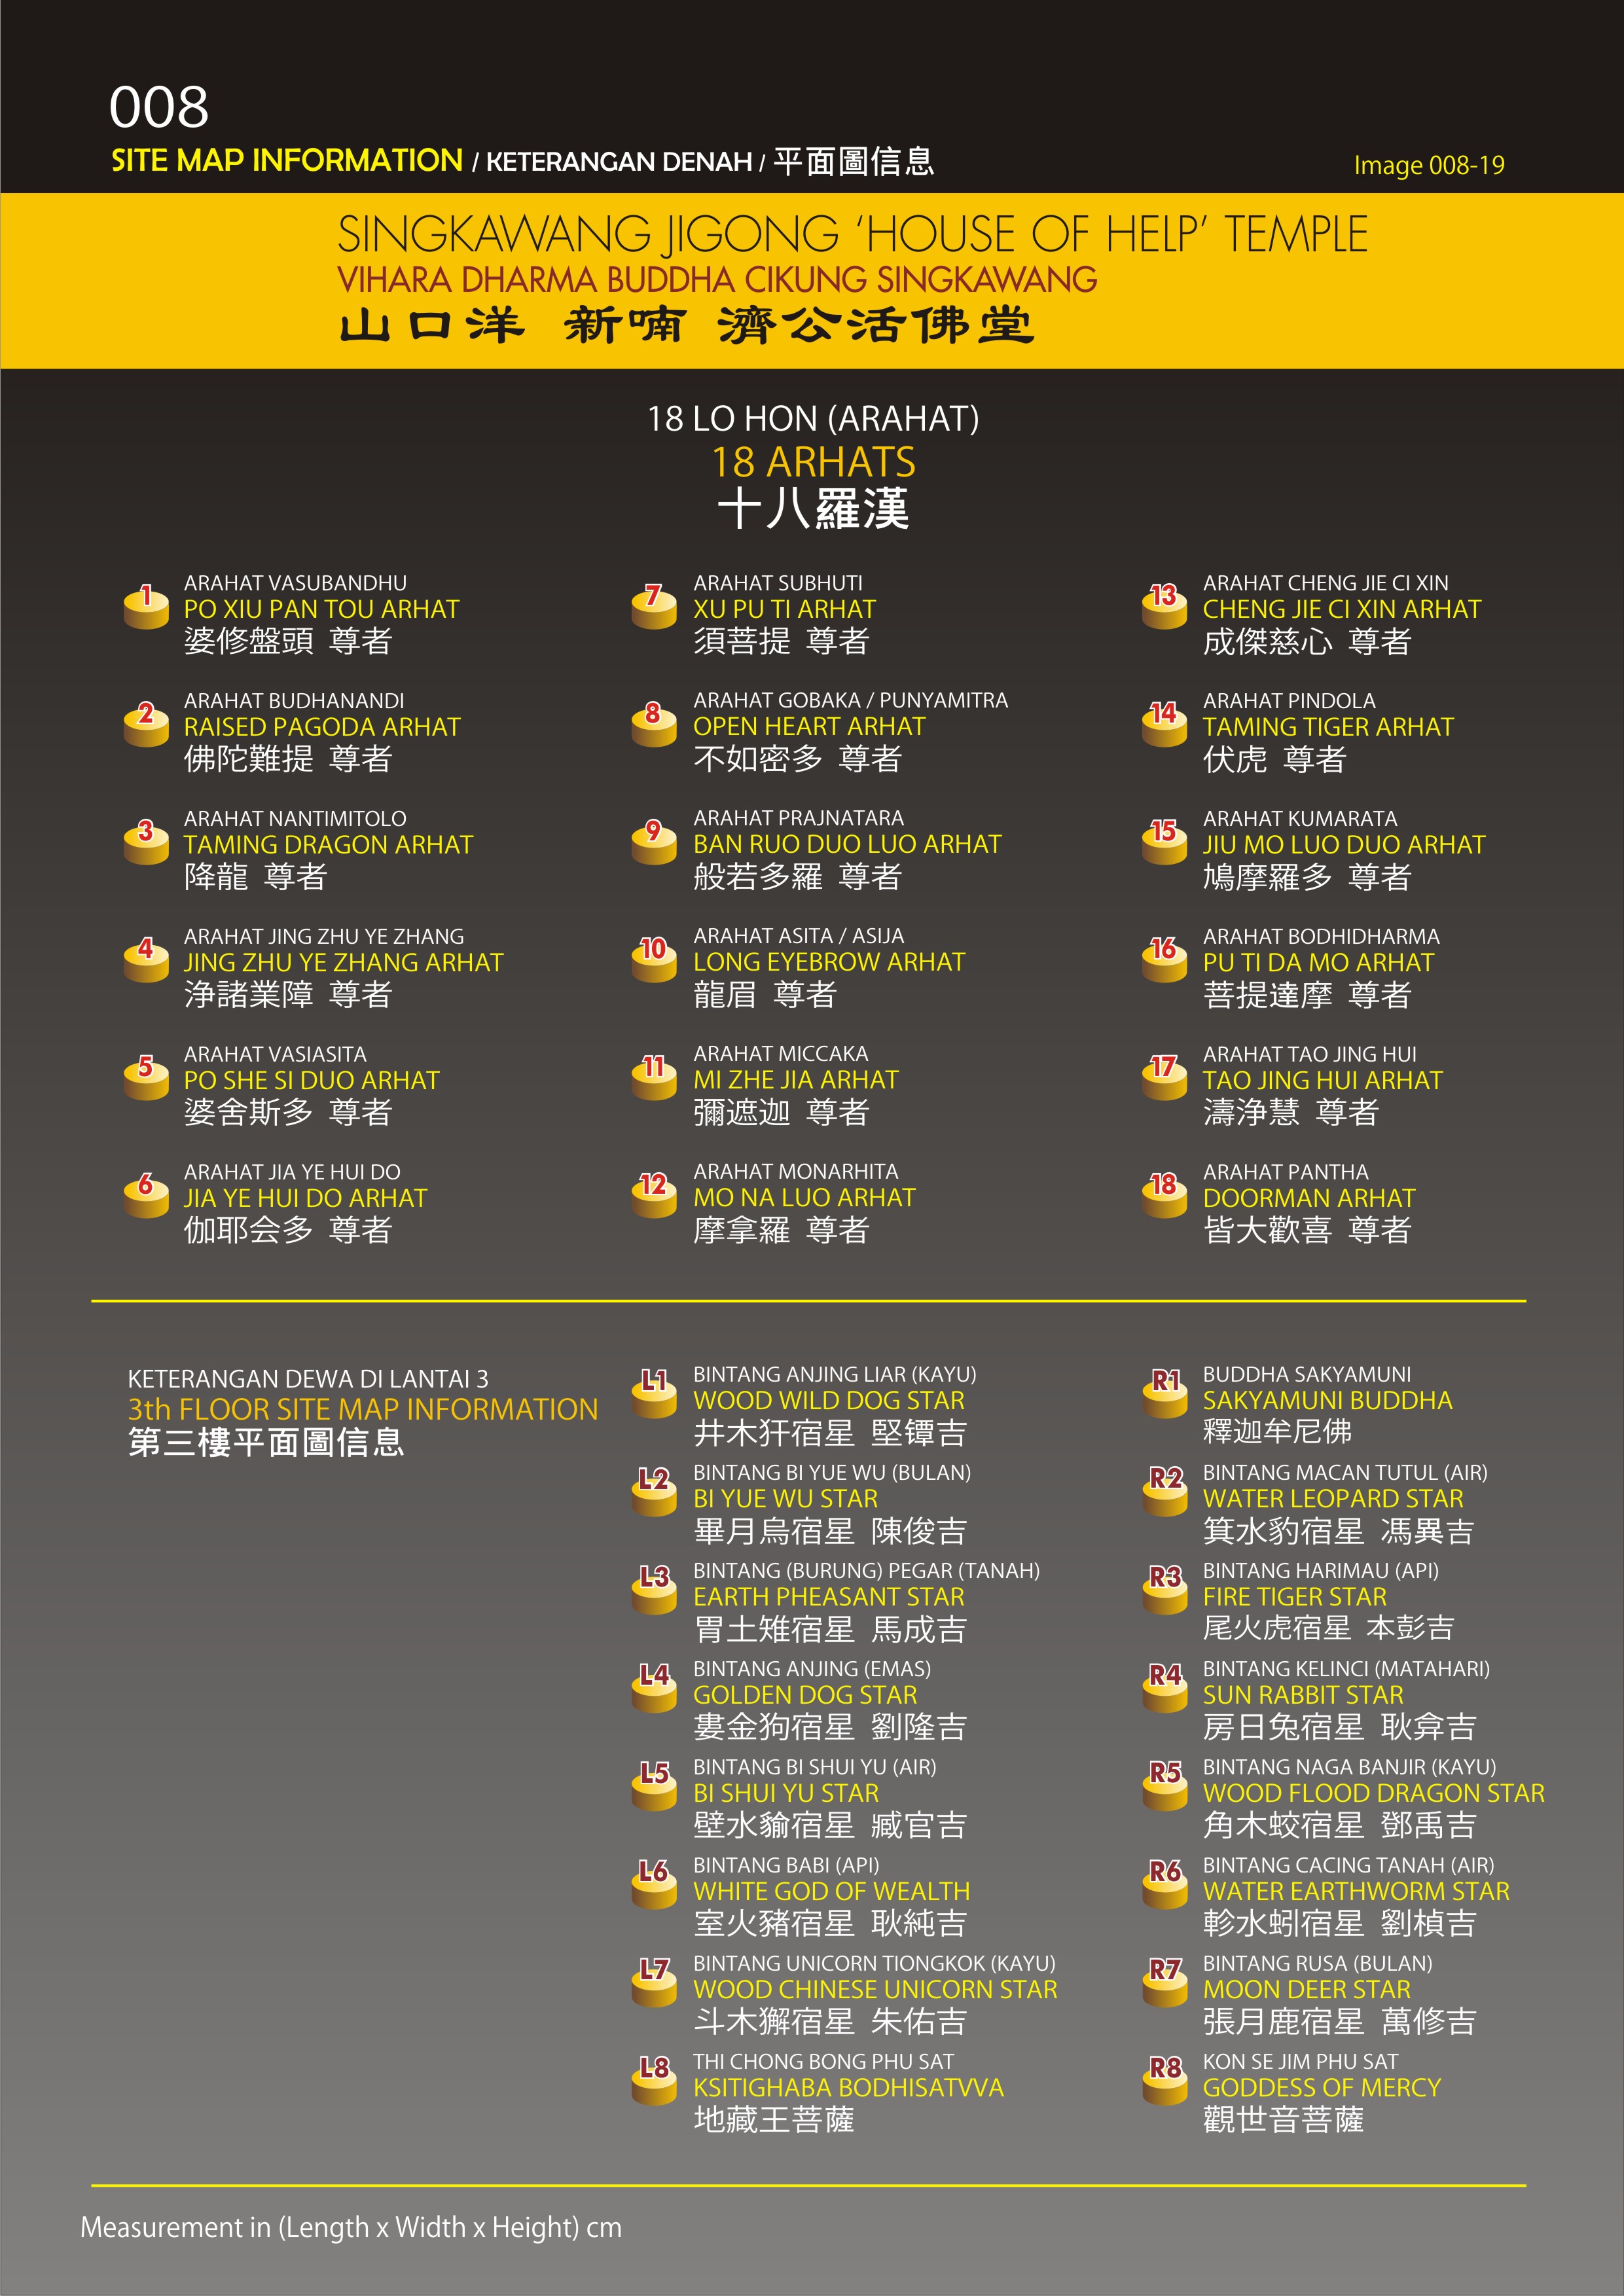 008
SITE MAP INFORMATION / KETERANGAN DENAH / 平面圖信息
Image 008-19
SINGKAWANG JIGONG ‘HOUSE OF HELP’ TEMPLE
VIHARA DHARMA BUDDHA CIKUNG SINGKAWANG
山口洋 新喃 濟公活佛堂
18 LO HON (ARAHAT)
18 ARHATS
十八羅漢
1
ARAHAT VASUBANDHU
PO XIU PAN TOU ARHAT
婆修盤頭 尊者
2
ARAHAT BUDHANANDI
RAISED PAGODA ARHAT
佛陀難提 尊者
3
ARAHAT NANTIMITOLO
TAMING DRAGON ARHAT
降龍 尊者
4
ARAHAT JING ZHU YE ZHANG
JING ZHU YE ZHANG ARHAT
浄諸業障 尊者
5
ARAHAT VASIASITA
PO SHE SI DUO ARHAT
婆舍斯多 尊者
6
ARAHAT JIA YE HUI DO
JIA YE HUI DO ARHAT
伽耶会多 尊者
7
ARAHAT SUBHUTI
XU PU TI ARHAT
須菩提 尊者
8
ARAHAT GOBAKA / PUNYAMITRA
OPEN HEART ARHAT
不如密多 尊者
9
ARAHAT PRAJNATARA
BAN RUO DUO LUO ARHAT
般若多羅 尊者
10
ARAHAT ASITA / ASIJA
LONG EYEBROW ARHAT
龍眉 尊者
11
ARAHAT MICCAKA
MI ZHE JIA ARHAT
彌遮迦 尊者
12
ARAHAT MONARHITA
MO NA LUO ARHAT
摩拿羅 尊者
13
ARAHAT CHENG JIE CI XIN
CHENG JIE CI XIN ARHAT
成傑慈心 尊者
14
ARAHAT PINDOLA
TAMING TIGER ARHAT
伏虎 尊者
15
ARAHAT KUMARATA
JIU MO LUO DUO ARHAT
鳩摩羅多 尊者
16
ARAHAT BODHIDHARMA
PU TI DA MO ARHAT
菩提達摩 尊者
17
ARAHAT TAO JING HUI
TAO JING HUI ARHAT
濤浄慧 尊者
18
ARAHAT PANTHA
DOORMAN ARHAT
皆大歡喜 尊者
KETERANGAN DEWA DI LANTAI 3
3th FLOOR SITE MAP INFORMATION
第三樓平面圖信息
L1
BINTANG ANJING LIAR (KAYU)
WOOD WILD DOG STAR
井木犴宿星 堅镡吉
L2
BINTANG BI YUE WU (BULAN)
BI YUE WU STAR
畢月烏宿星 陳俊吉
L3
BINTANG (BURUNG) PEGAR (TANAH)
EARTH PHEASANT STAR
胃土雉宿星 馬成吉
L4
BINTANG ANJING (EMAS)
GOLDEN DOG STAR
婁金狗宿星 劉隆吉
L5
BINTANG BI SHUI YU (AIR)
BI SHUI YU STAR
壁水貐宿星 臧官吉
L6
BINTANG BABI (API)
WHITE GOD OF WEALTH
室火豬宿星 耿純吉
L7
BINTANG UNICORN TIONGKOK (KAYU)
WOOD CHINESE UNICORN STAR
斗木獬宿星 朱佑吉
L8
THI CHONG BONG PHU SAT
KSITIGHABA BODHISATVVA
地藏王菩薩
R1
BUDDHA SAKYAMUNI
SAKYAMUNI BUDDHA
釋迦牟尼佛
R2
BINTANG MACAN TUTUL (AIR)
WATER LEOPARD STAR
箕水豹宿星 馮異吉
R3
BINTANG HARIMAU (API)
FIRE TIGER STAR
尾火虎宿星 本彭吉
R4
BINTANG KELINCI (MATAHARI)
SUN RABBIT STAR
房日兔宿星 耿弇吉
R5
BINTANG NAGA BANJIR (KAYU)
WOOD FLOOD DRAGON STAR
角木蛟宿星 鄧禹吉
R6
BINTANG CACING TANAH (AIR)
WATER EARTHWORM STAR
軫水蚓宿星 劉楨吉
R7
BINTANG RUSA (BULAN)
MOON DEER STAR
張月鹿宿星 萬修吉
R8
KON SE JIM PHU SAT
GODDESS OF MERCY
觀世音菩薩
Measurement in (Length x Width x Height) cm